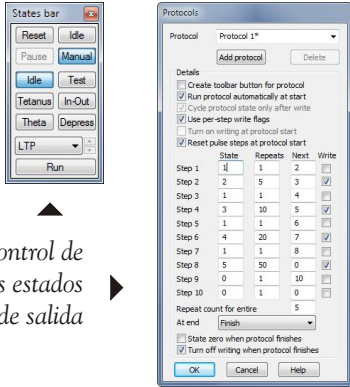 States bar
Reset Idle
Pause Manual
Idle Test
Tetanus In-Out
Theta Depress
LTP
Run
ontrol de
s estados
de salida
Protocols
Protocol Protocol 1*
Add protocol Delete
Details
Create toolbar button for protocol
Run protocol automatically at start
Cycle protocol state only after write
Use per-step write flags
Turn on writing at protocol start
Reset pulse steps at protocol start
State Repeats Next Write
Step 1 1 1 2
Step 2 2 5 3
Step 3 1 1 4
Step 4 3 10 5
Step 5 1 1 6
Step 6 4 20 7
Step 7 1 1 8
Step 8 5 50 0
Step 9 0 1 10
Step 10 0 1 0
Repeat count for entire 5
At end Finish
State zero when protocol finishes
Turn off writing when protocol finishes
OK Cancel Help